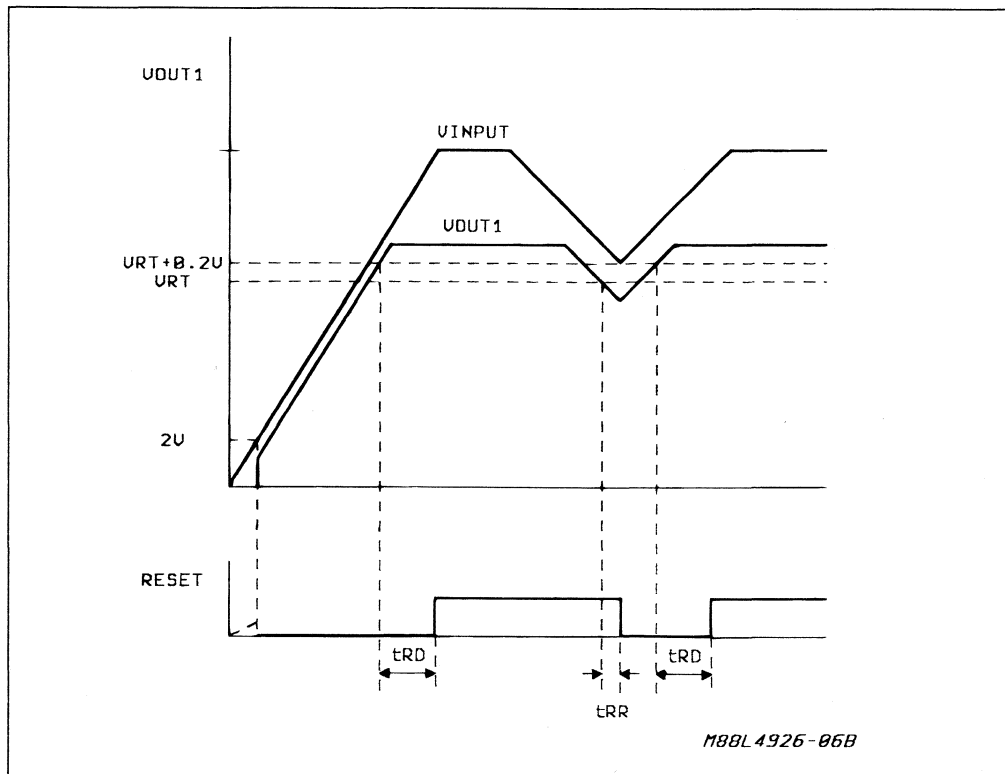 VOUT1
VINPUT
VOUT1
VRT+0.2V
VRT
2V
RESET
tRD
tRD
tRR
M88L4926-06B